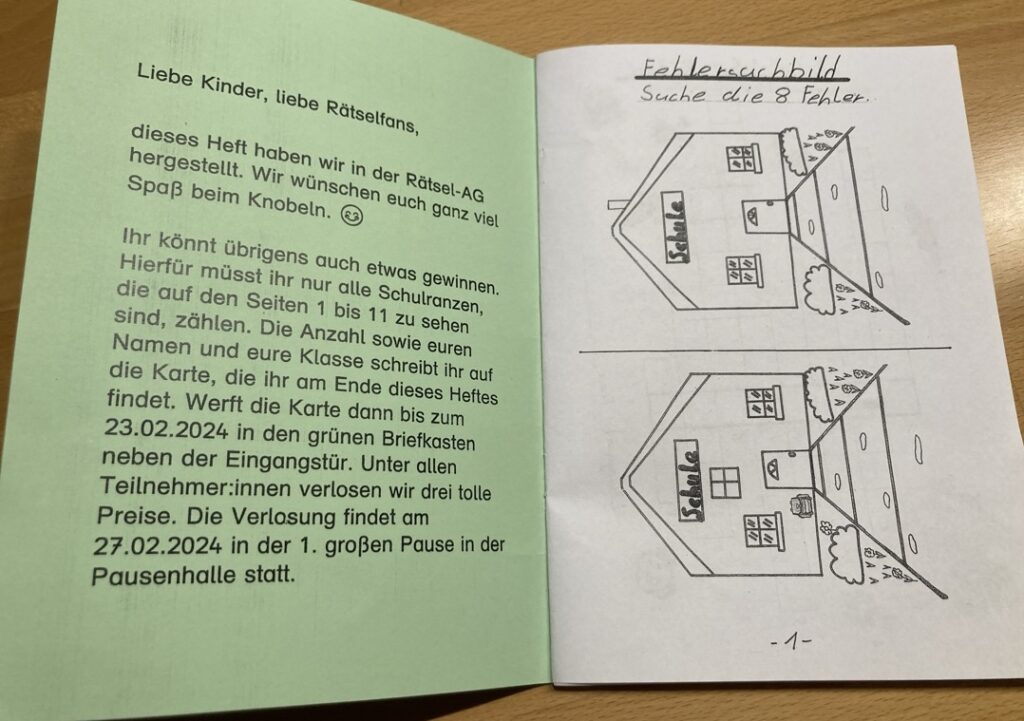 Liebe Kinder, liebe Rätselfans,
dieses Heft haben wir in der Rätsel-AG
hergestellt. Wir wünschen euch ganz viel
Spaß beim Knobeln.
Ihr könnt übrigens auch etwas gewinnen.
Hierfür müsst ihr nur alle Schulranzen,
die auf den Seiten 1 bis 11 zu sehen
sind, zählen. Die Anzahl sowie euren
Namen und eure Klasse schreibt ihr auf
die Karte, die ihr am Ende dieses Heftes
findet. Werft die Karte dann bis zum
23.02.2024 in den grünen Briefkasten
neben der Eingangstür. Unter allen
Teilnehmer:innen verlosen wir drei tolle
Preise. Die Verlosung findet am
27.02.2024 in der 1. großen Pause in der
Pausenhalle statt.
Fehlersuchbild
Suche die 8 Fehler.
Schule
Schule
-1-